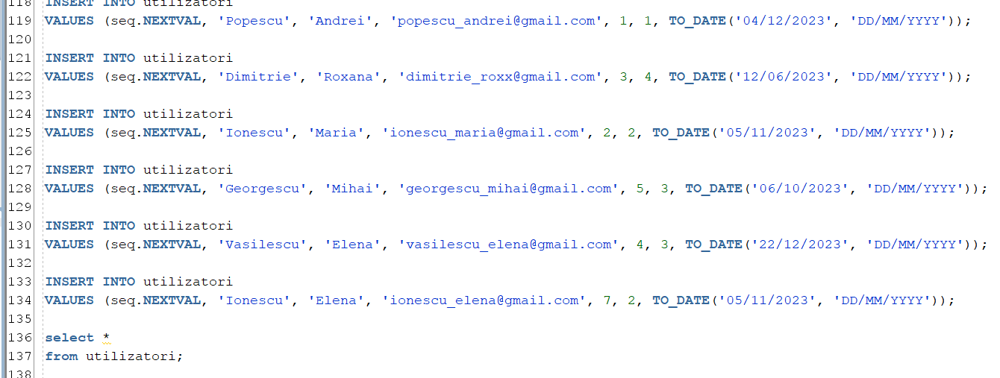 118 INSERT INTO utilizatori
119 VALUES (seq.NEXTVAL, 'Popescu', 'Andrei', 'popescu_andrei@gmail.com', 1, 1, TO_DATE('04/12/2023', 'DD/MM/YYYY'));
120
121 INSERT INTO utilizatori
122 VALUES (seq.NEXTVAL, 'Dimitrie', 'Roxana', 'dimitrie_roxx@gmail.com', 3, 4, TO_DATE('12/06/2023', 'DD/MM/YYYY'));
123
124 INSERT INTO utilizatori
125 VALUES (seq.NEXTVAL, 'Ionescu', 'Maria', 'ionescu_maria@gmail.com', 2, 2, TO_DATE('05/11/2023', 'DD/MM/YYYY'));
126
127 INSERT INTO utilizatori
128 VALUES (seq.NEXTVAL, 'Georgescu', 'Mihai', 'georgescu_mihai@gmail.com', 5, 3, TO_DATE('06/10/2023', 'DD/MM/YYYY'));
129
130 INSERT INTO utilizatori
131 VALUES (seq.NEXTVAL, 'Vasilescu', 'Elena', 'vasilescu_elena@gmail.com', 4, 3, TO_DATE('22/12/2023', 'DD/MM/YYYY'));
132
133 INSERT INTO utilizatori
134 VALUES (seq.NEXTVAL, 'Ionescu', 'Elena', 'ionescu_elena@gmail.com', 7, 2, TO_DATE('05/11/2023', 'DD/MM/YYYY'));
135
136 select *
137 from utilizatori;
138